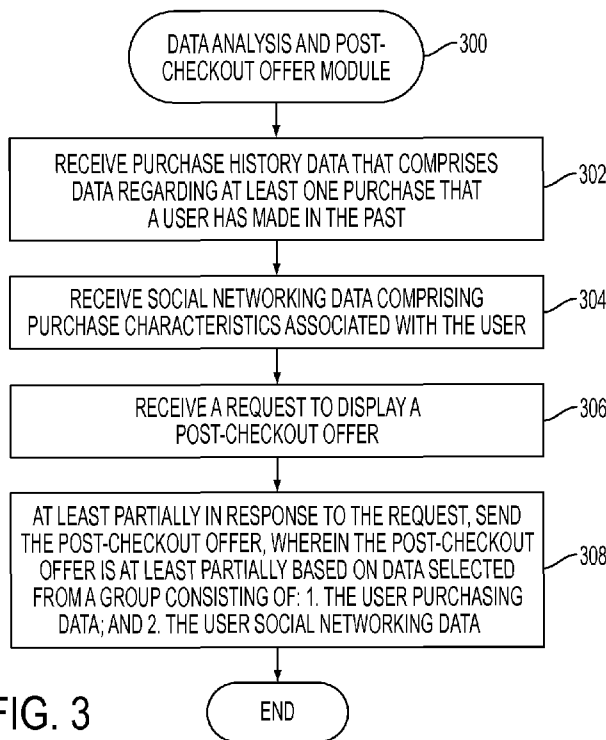 DATA ANALYSIS AND POST-
CHECKOUT OFFER MODULE
300
RECEIVE PURCHASE HISTORY DATA THAT COMPRISES
DATA REGARDING AT LEAST ONE PURCHASE THAT
A USER HAS MADE IN THE PAST
302
RECEIVE SOCIAL NETWORKING DATA COMPRISING
PURCHASE CHARACTERISTICS ASSOCIATED WITH THE USER
304
RECEIVE A REQUEST TO DISPLAY A
POST-CHECKOUT OFFER
306
AT LEAST PARTIALLY IN RESPONSE TO THE REQUEST, SEND
THE POST-CHECKOUT OFFER, WHEREIN THE POST-CHECKOUT
OFFER IS AT LEAST PARTIALLY BASED ON DATA SELECTED
FROM A GROUP CONSISTING OF: 1. THE USER PURCHASING
DATA; AND 2. THE USER SOCIAL NETWORKING DATA
308
END
FIG. 3